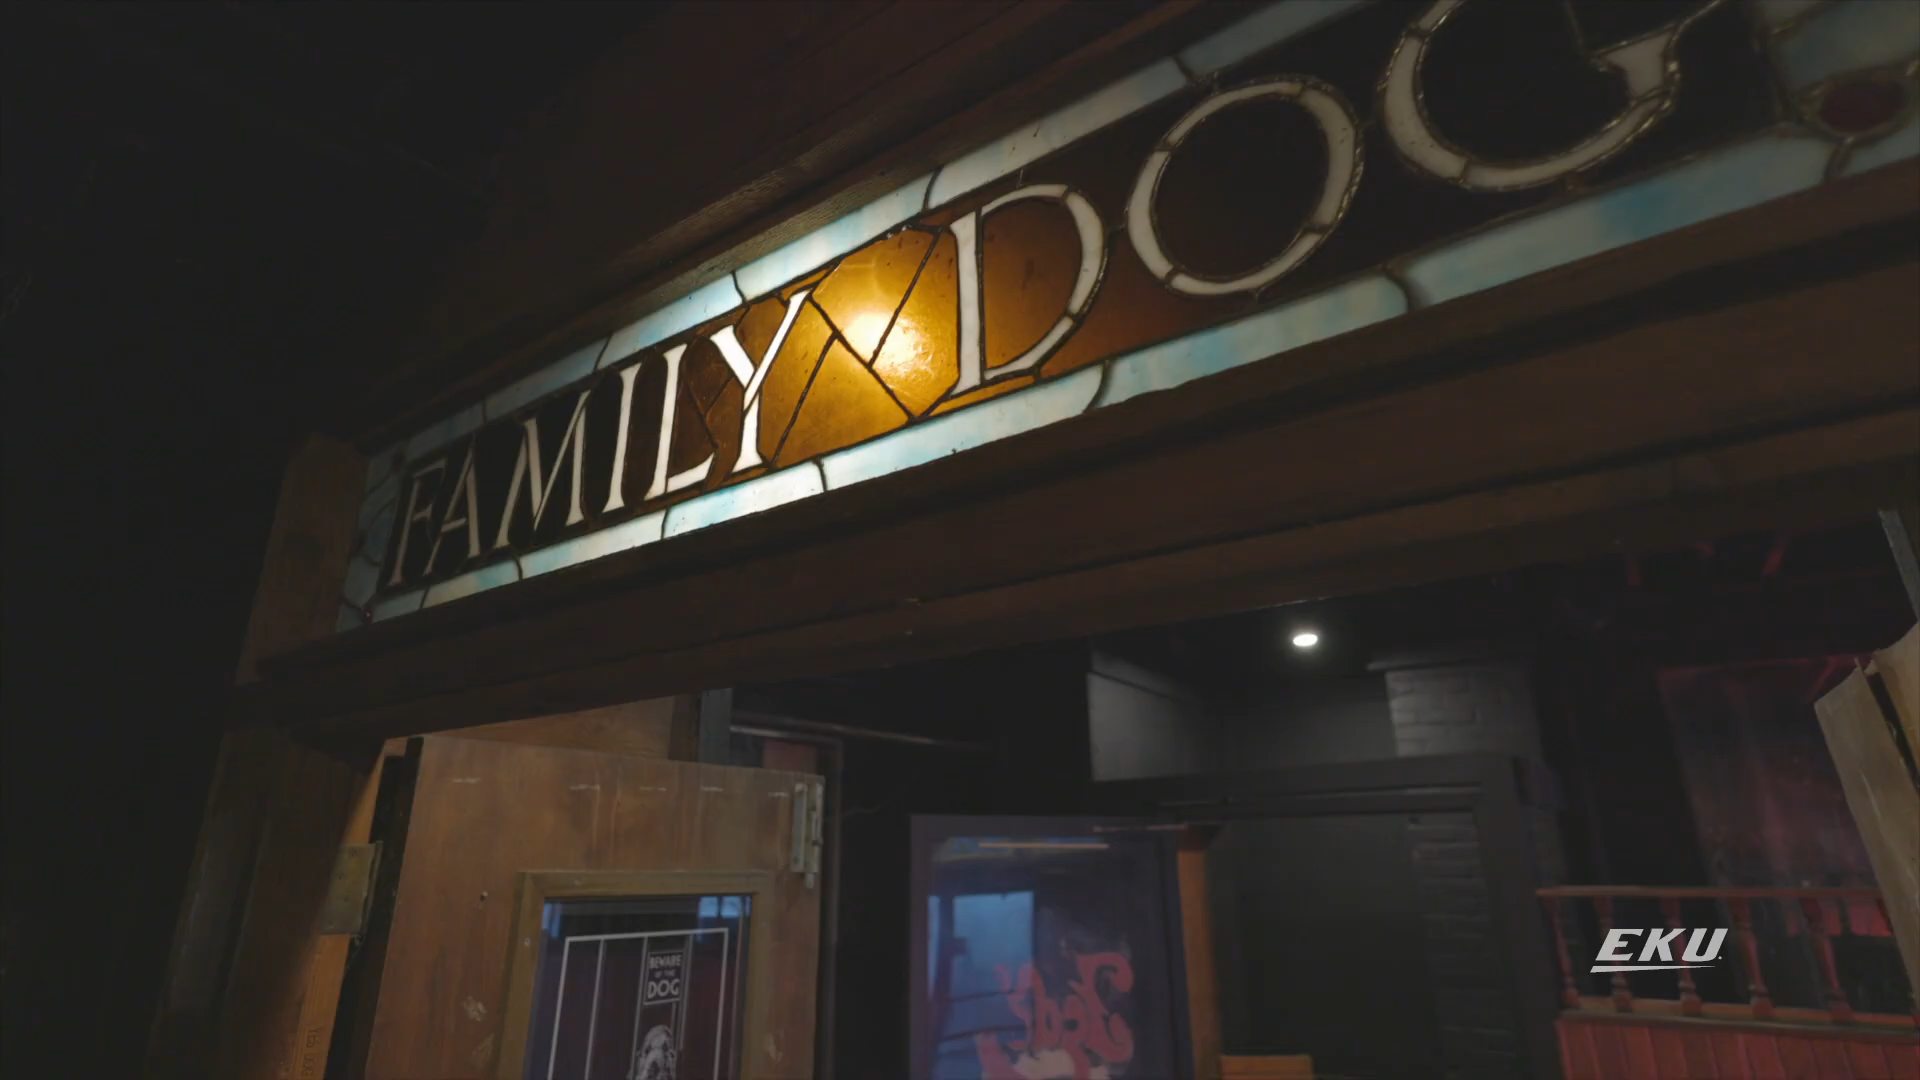 FAMILY DOG
BEWARE
OF THE
DOG
EKU